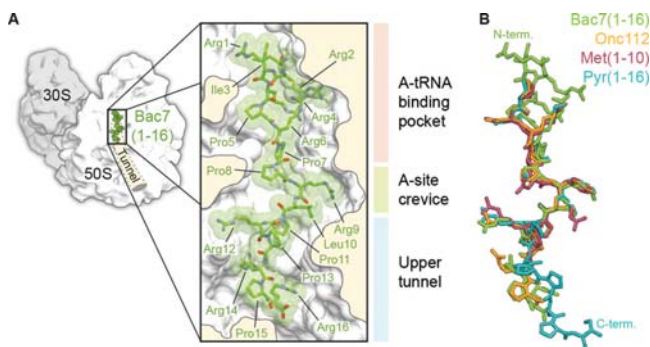 A
30S
50S
Bac7
(1-16)
Tunnel
Arg1
Arg2
Ile3
Arg4
Pro5
Arg6
Pro7
Pro8
Arg9
Leu10
Arg12
Pro11
Pro13
Arg14
Pro15
Arg16
A-tRNA
binding
pocket
A-site
crevice
Upper
tunnel
B
Bac7(1-16)
Onc112
Met(1-10)
Pyr(1-16)
N-term.
C-term.